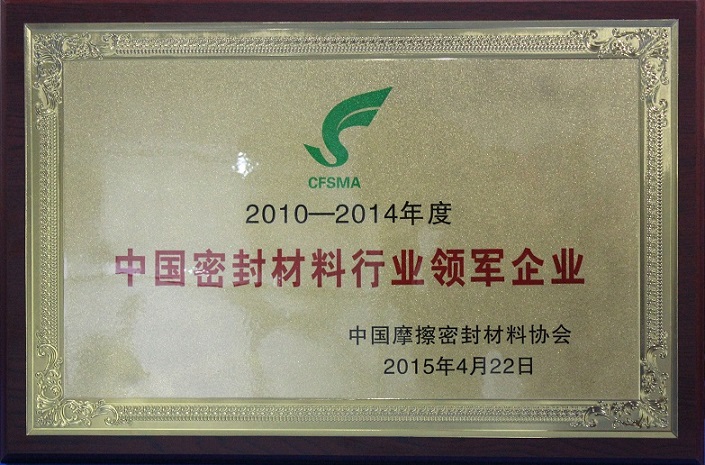 CFSMA
2010—2014年度
中国密封材料行业领军企业
中国摩擦密封材料协会
2015年4月22日